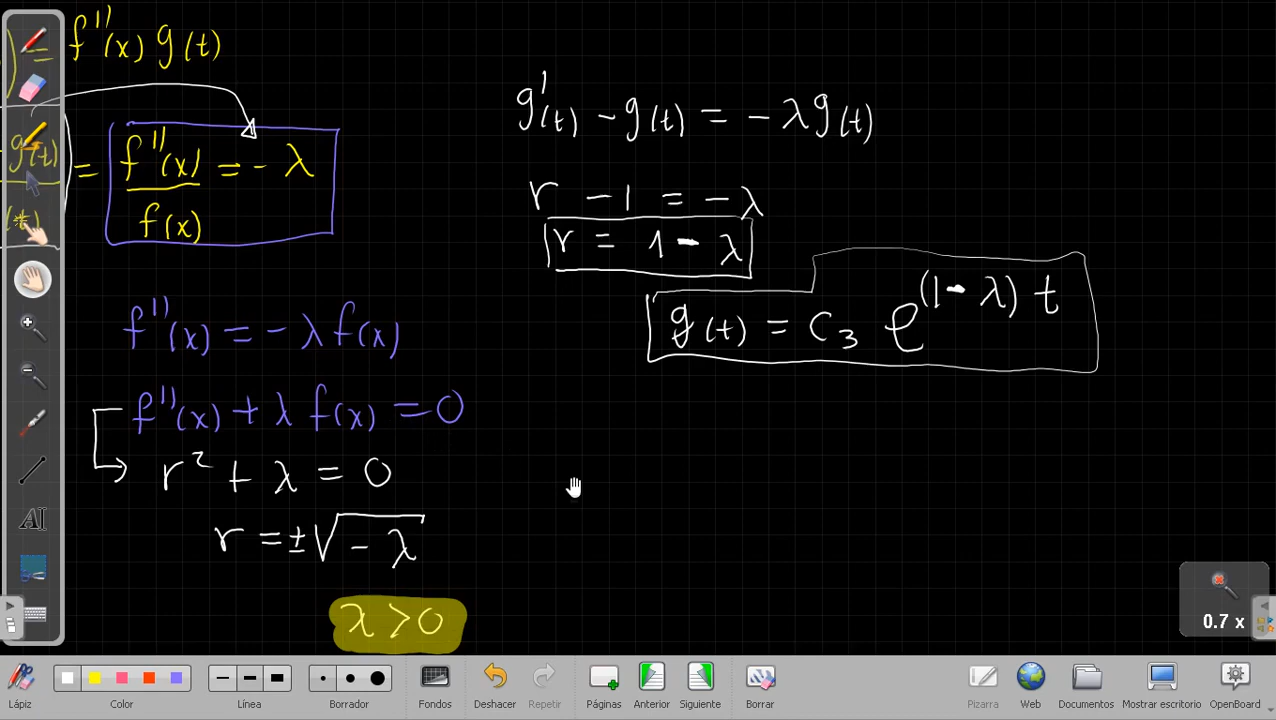 ) = f''(x) g(t)
g(t)
(t)
= f''(x)/f(x) = - λ
f''(x) = - λ f(x)
f''(x) + λ f(x) = 0
r² + λ = 0
r = ±√-λ
λ > 0
g'(t) - g(t) = - λ g(t)
r - 1 = - λ
r = 1 - λ
g(t) = C₃ e^(1-λ)t
0.7 x
Lápiz
Color
Línea
Borrador
Fondos
Deshacer
Repetir
Páginas
Anterior
Siguiente
Borrar
Pizarra
Web
Documentos
Mostrar escritorio
OpenBoard